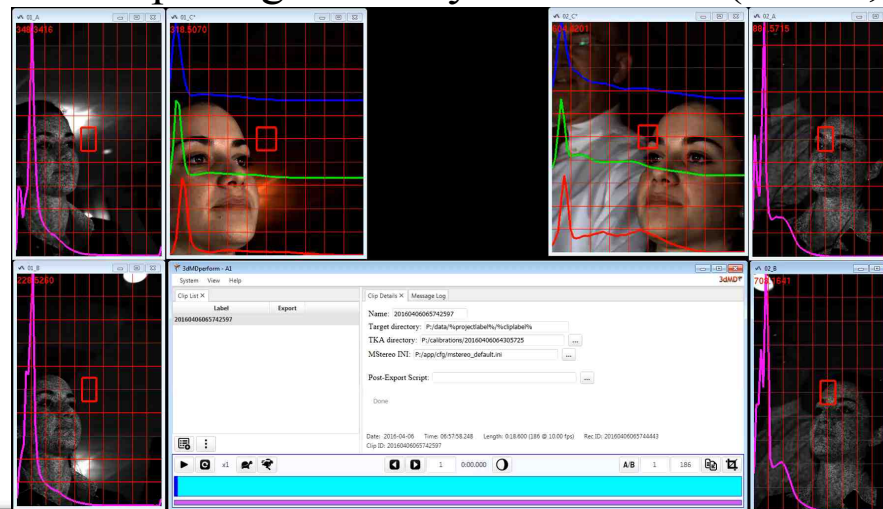 01_A
01_C*
02_C*
02_A
318.5070
01_B
3dMDperform - A1
02_B
System View Help
3dMD
Clip List X
Clip Details X Message Log
Label Export
20160406065742597
Name: 20160406065742597
Target directory: P:/data/%projectlabel%/%cliplabel%
TKA directory: P:/calibrations/20160406064305725 ...
MStereo INI: P:/app/cfg/mstereo_default.ini ...
Post-Export Script: ...
Done
Date: 2016-04-06 Time: 06:57:58.248 Length: 0:18.600 (186 @ 10.00 fps) Rec ID: 20160406065744443
Clip ID: 20160406065742597
x1 1 0:00.000 A/B 1 186